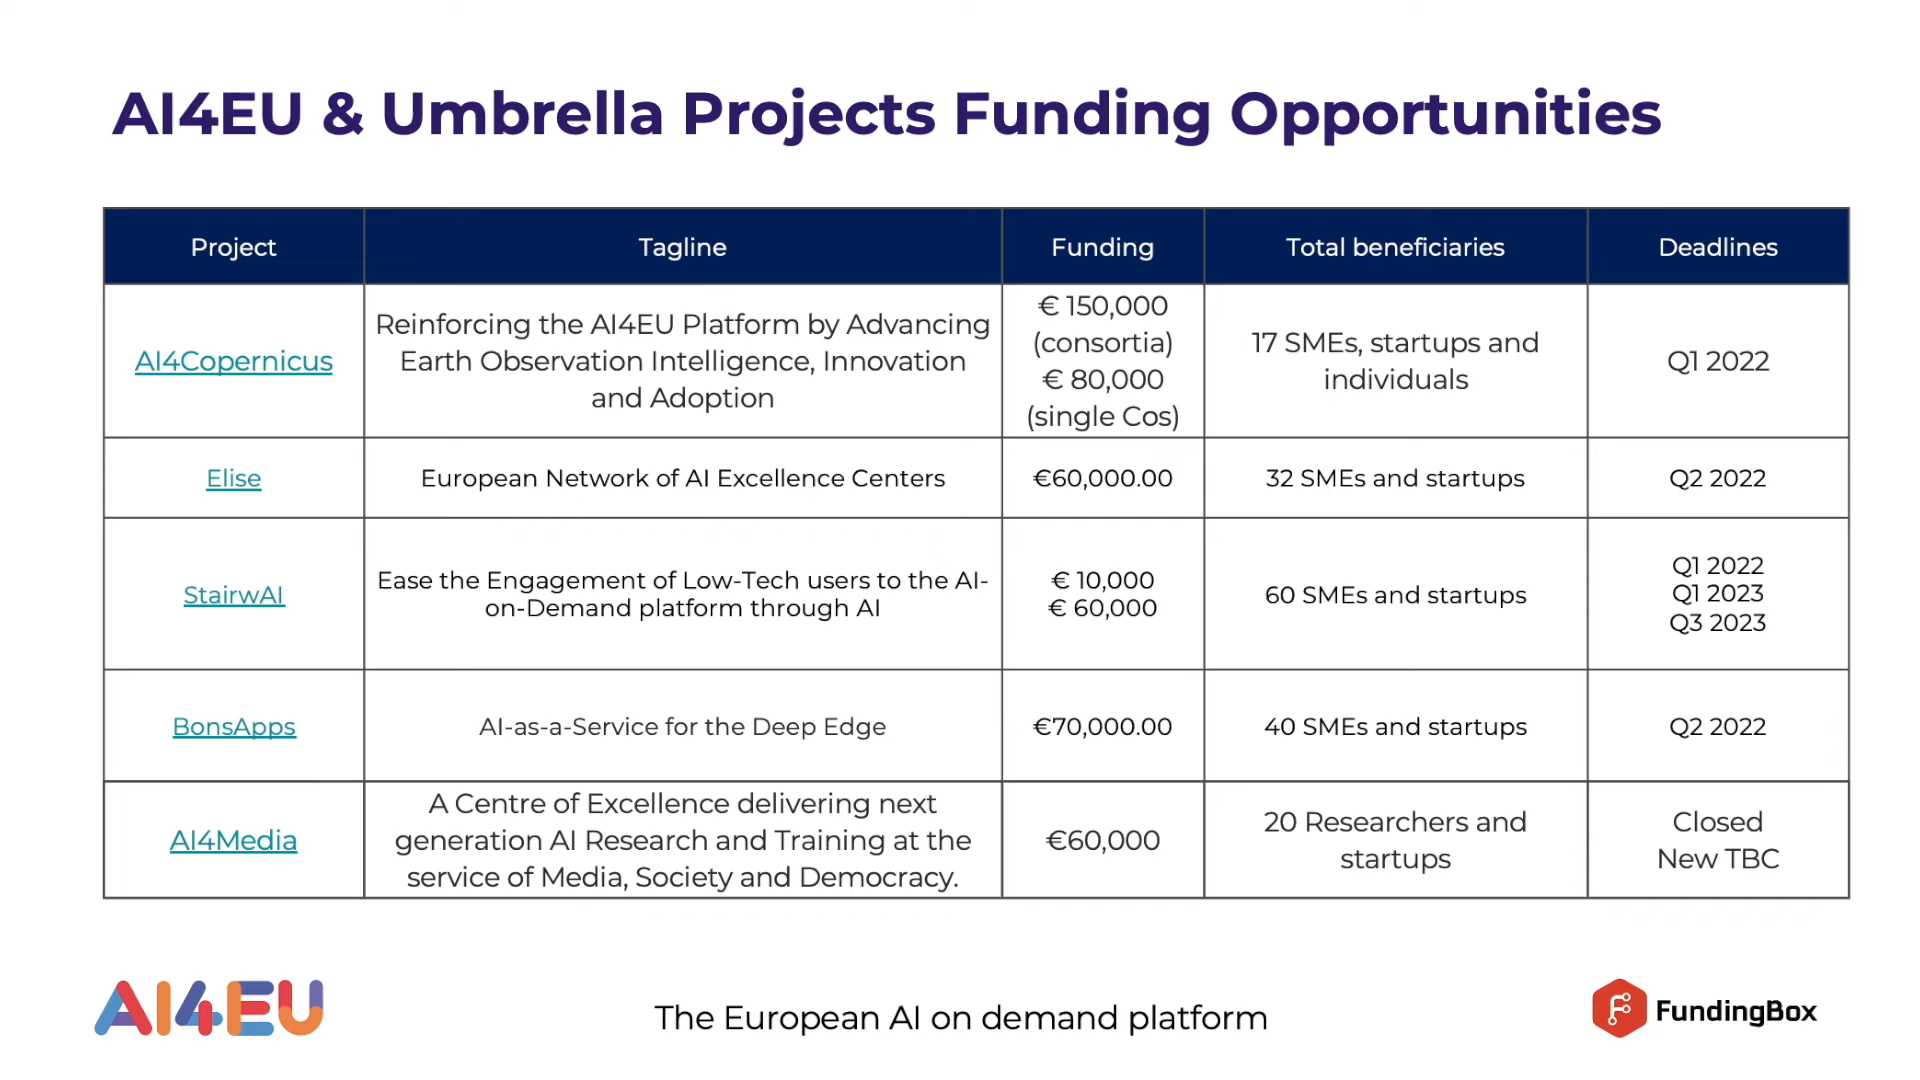 AI4EU & Umbrella Projects Funding Opportunities
Project
Tagline
Funding
Total beneficiaries
Deadlines
AI4Copernicus
Reinforcing the AI4EU Platform by Advancing
Earth Observation Intelligence, Innovation
and Adoption
€ 150,000
(consortia)
€ 80,000
(single Cos)
17 SMEs, startups and
individuals
Q1 2022
Elise
European Network of AI Excellence Centers
€60,000.00
32 SMEs and startups
Q2 2022
StairwAI
Ease the Engagement of Low-Tech users to the AI-
on-Demand platform through AI
€ 10,000
€ 60,000
60 SMEs and startups
Q1 2022
Q1 2023
Q3 2023
BonsApps
AI-as-a-Service for the Deep Edge
€70,000.00
40 SMEs and startups
Q2 2022
AI4Media
A Centre of Excellence delivering next
generation AI Research and Training at the
service of Media, Society and Democracy.
€60,000
20 Researchers and
startups
Closed
New TBC
AI4EU
The European AI on demand platform
FundingBox